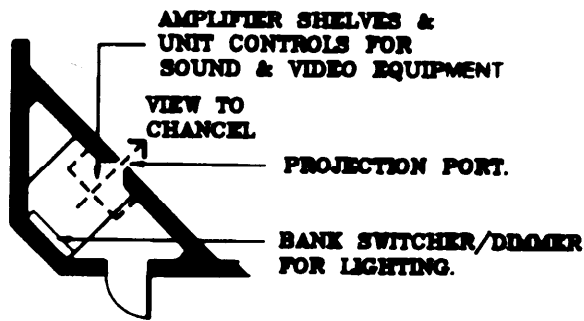 AMPLIFIER SHELVES &
UNIT CONTROLS FOR
SOUND & VIDEO EQUIPMENT
VIEW TO
CHANCEL
PROJECTION PORT.
BANK SWITCHER/DIMMER
FOR LIGHTING.